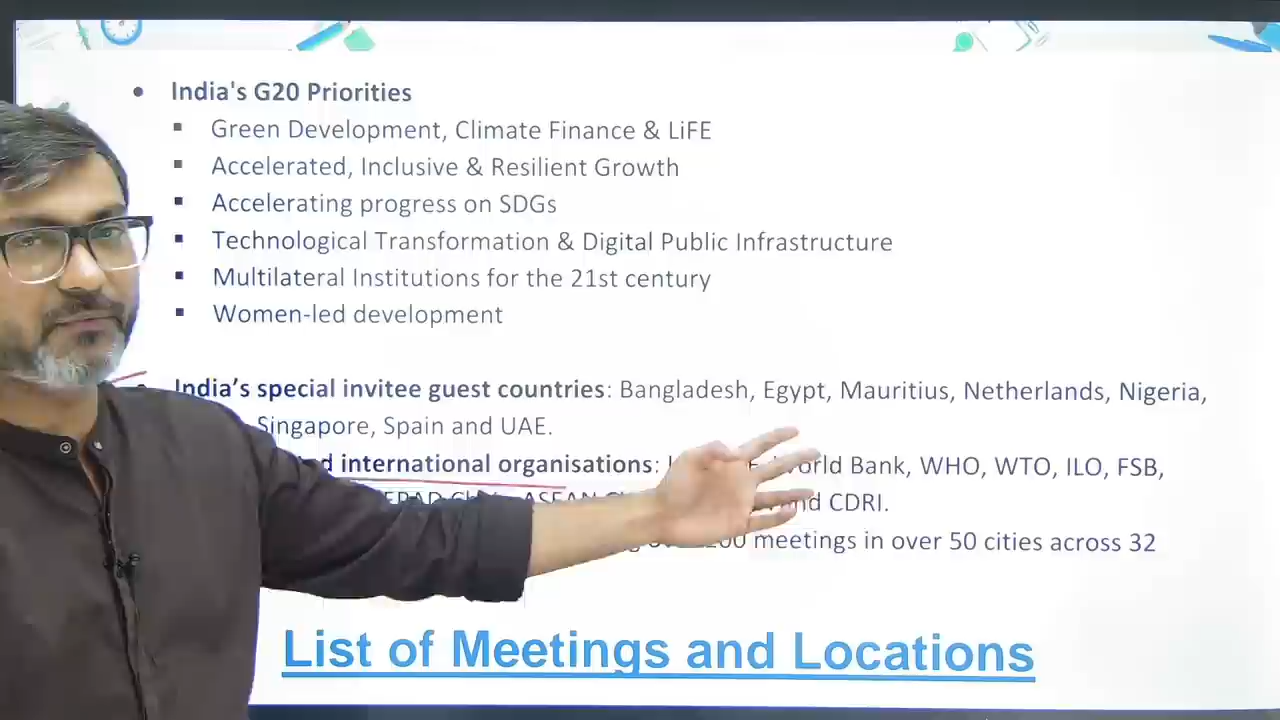 India's G20 Priorities
Green Development, Climate Finance & LiFE
Accelerated, Inclusive & Resilient Growth
Accelerating progress on SDGs
Technological Transformation & Digital Public Infrastructure
Multilateral Institutions for the 21st century
Women-led development
India's special invitee guest countries: Bangladesh, Egypt, Mauritius, Netherlands, Nigeria,
Singapore, Spain and UAE.
international organisations: World Bank, WHO, WTO, ILO, FSB,
ASEAN and CDRI.
meetings in over 50 cities across 32
List of Meetings and Locations